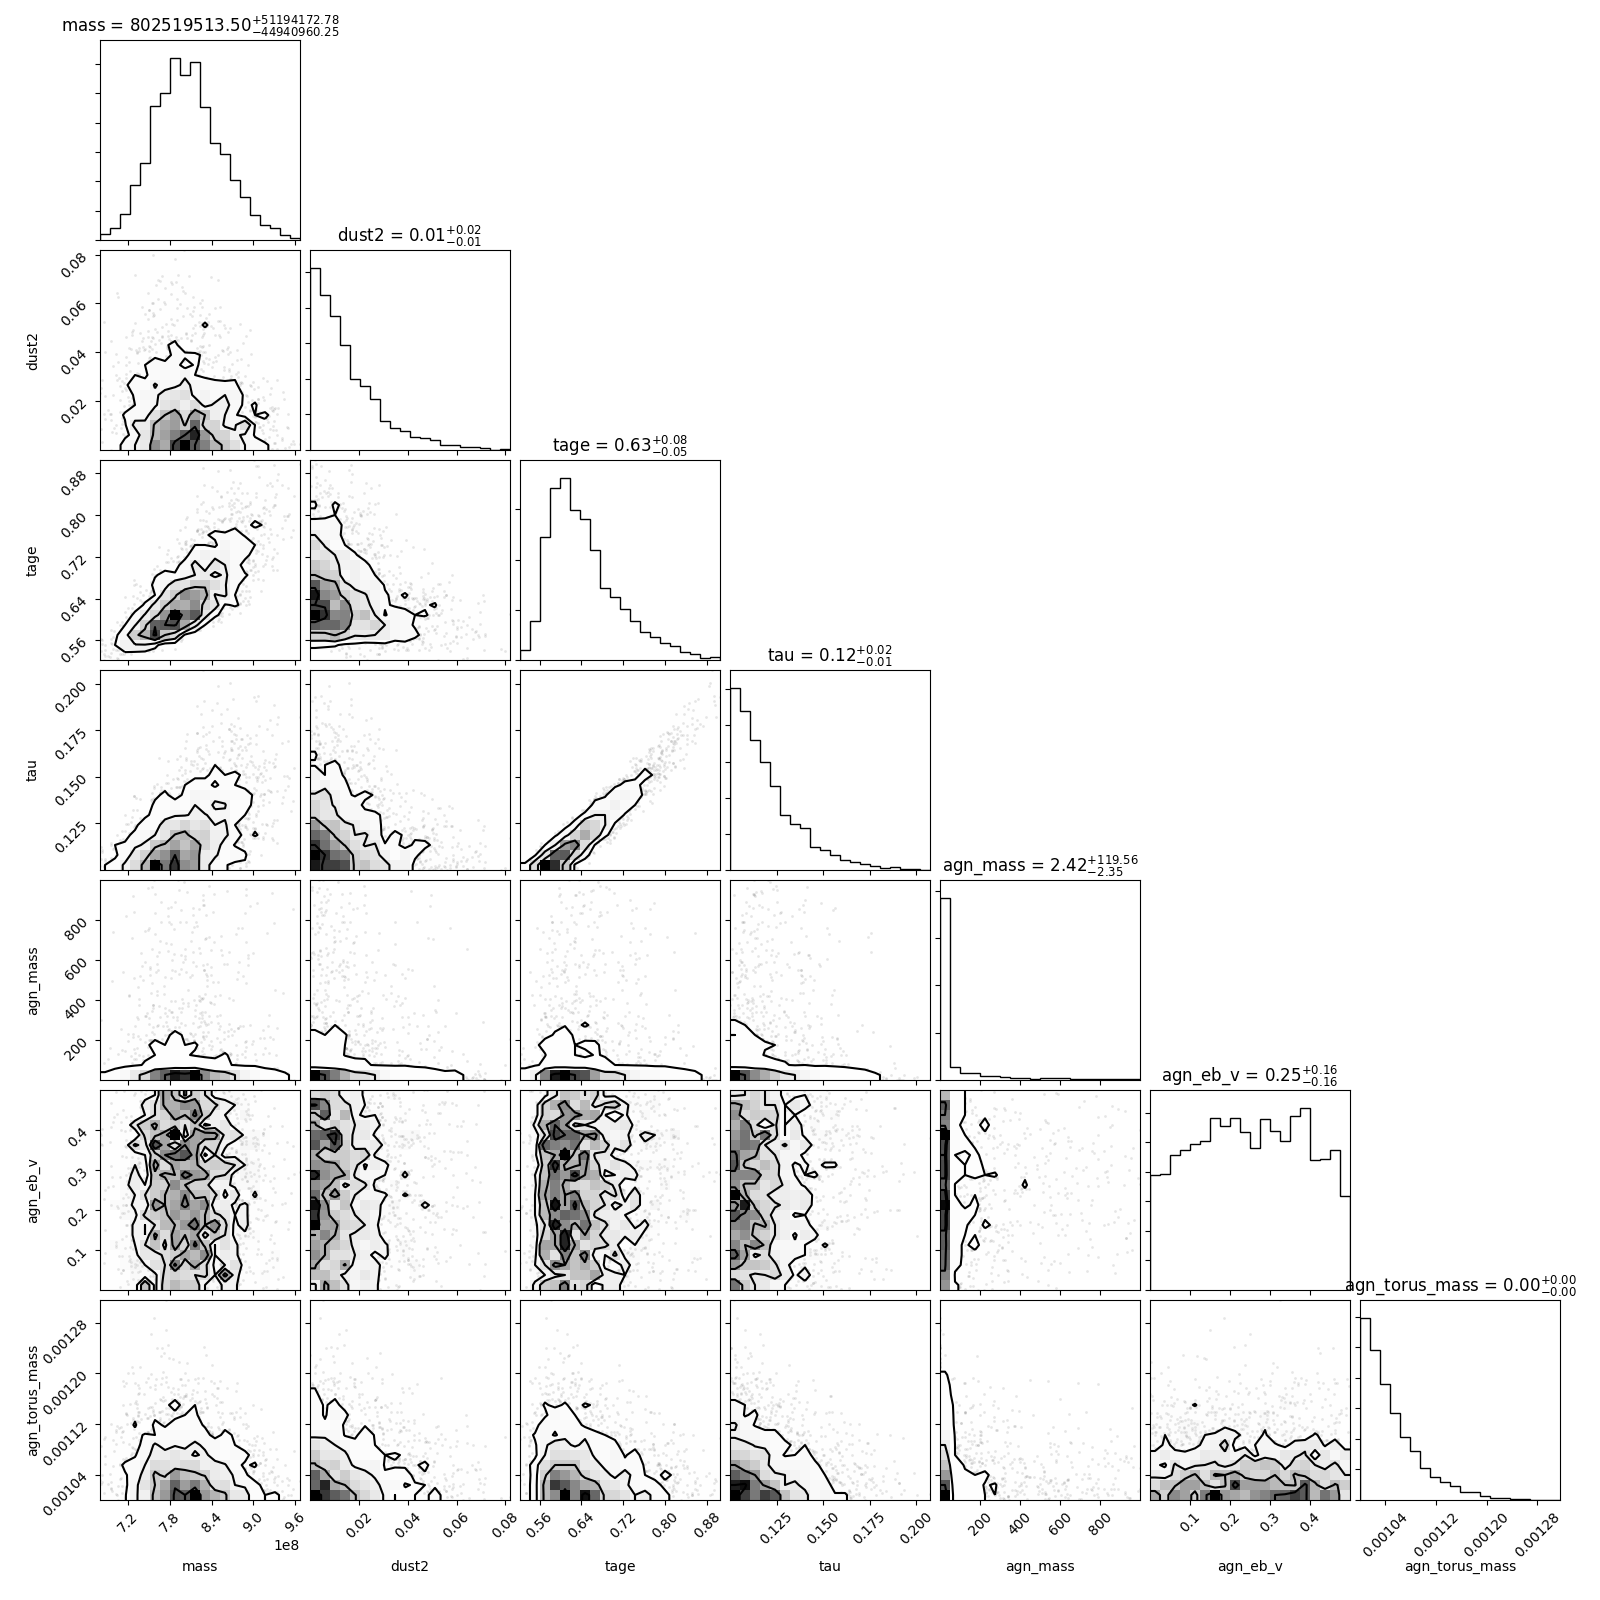 mass = 802519513.50+51194172.78 −44940960.25
dust2 = 0.01+0.02 −0.01
0.08
0.06
0.04
0.02
dust2
tage = 0.63+0.08 −0.05
0.88
0.80
0.72
0.64
0.56
tage
tau = 0.12+0.02 −0.01
0.200
0.175
0.150
0.125
tau
agn_mass = 2.42+119.56 −2.35
800
600
400
200
agn_mass
agn_eb_v = 0.25+0.16 −0.16
0.4
0.3
0.2
0.1
agn_eb_v
agn_torus_mass = 0.00+0.00 −0.00
0.00128
0.00120
0.00112
0.00104
agn_torus_mass
7.2 7.8 8.4 9.0 9.6
1e8
mass
0.02 0.04 0.06 0.08
dust2
0.56 0.64 0.72 0.80 0.88
tage
0.125 0.150 0.175 0.200
tau
200 400 600 800
agn_mass
0.1 0.2 0.3 0.4
agn_eb_v
0.00104 0.00112 0.00120 0.00128
agn_torus_mass